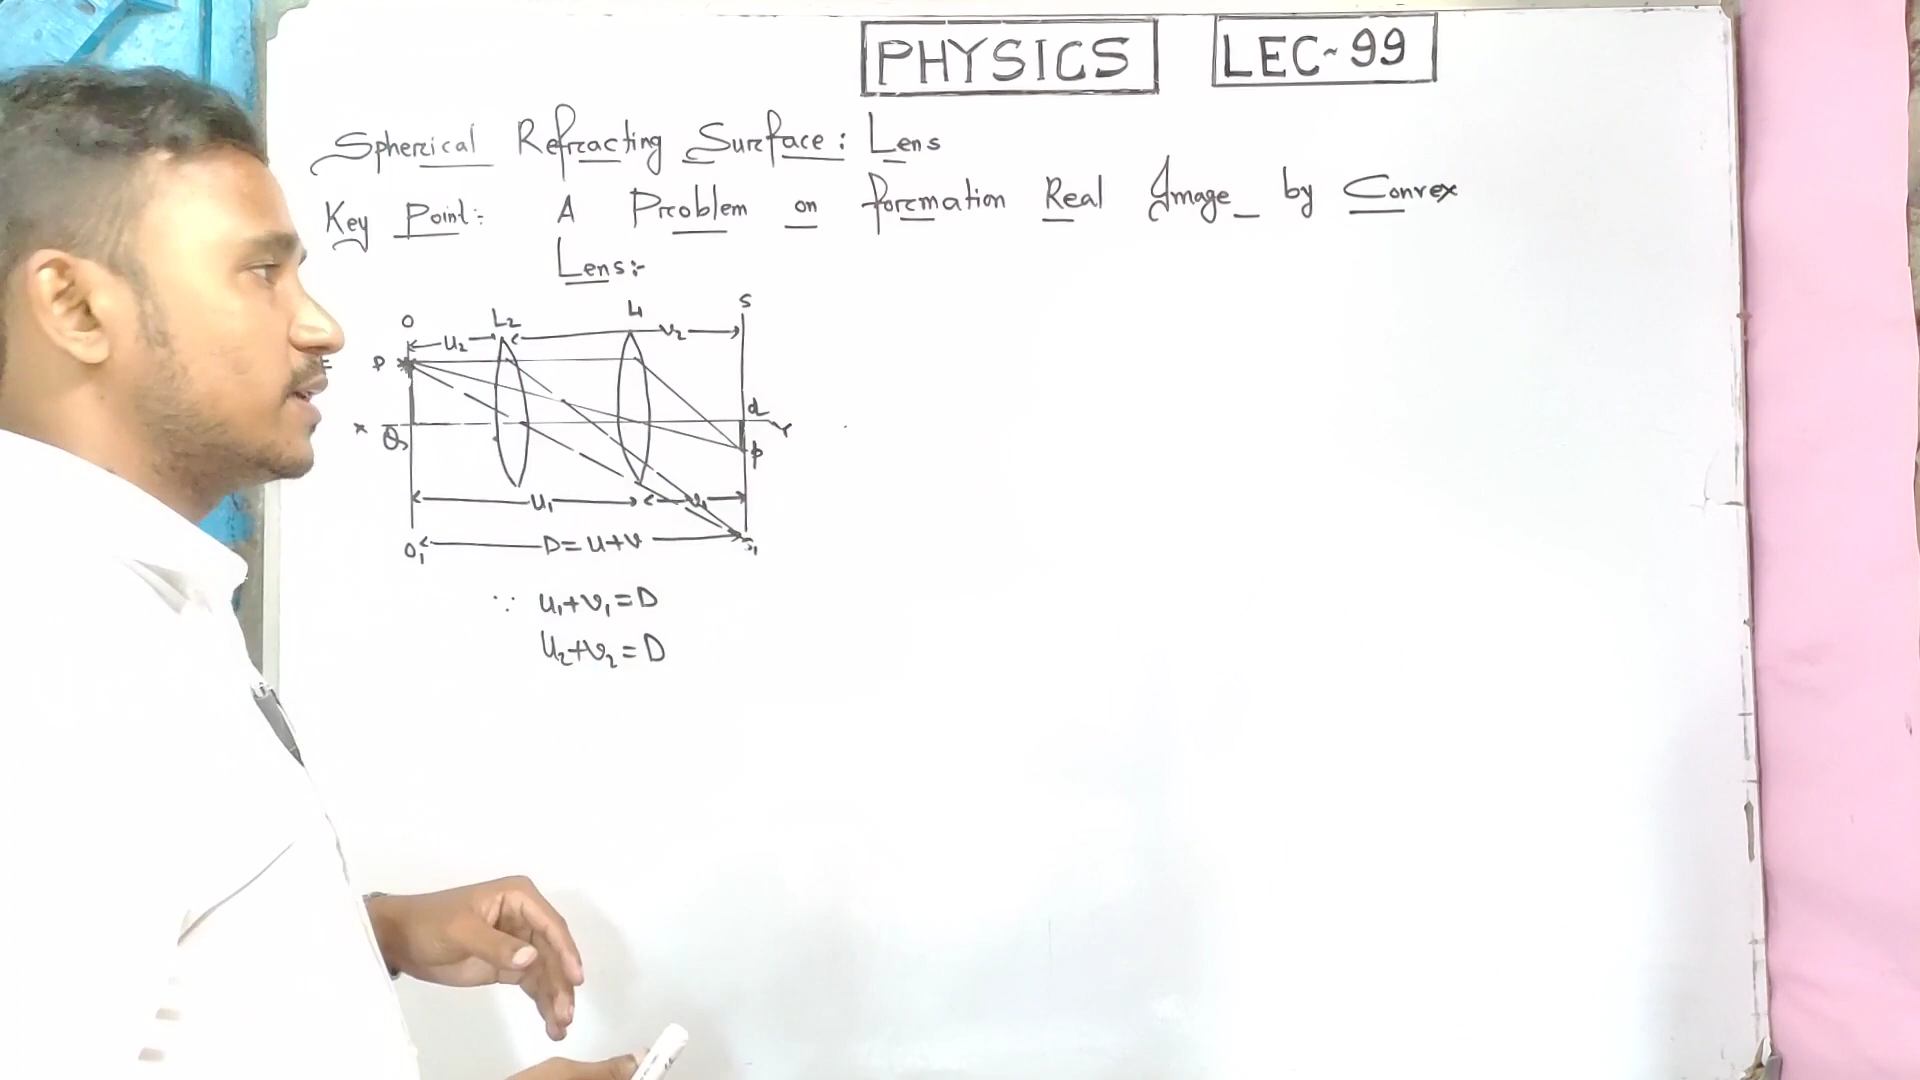 PHYSICS LEC-99
Spherical Refracting Surface: Lens
Key Point:- A Problem on formation Real Image by Convex
Lens:-
O L2 L1 S
U2 V2
P
X Q Y
P
U1
O1 D=U+V S1
∵ U1+V1=D
U2+V2=D